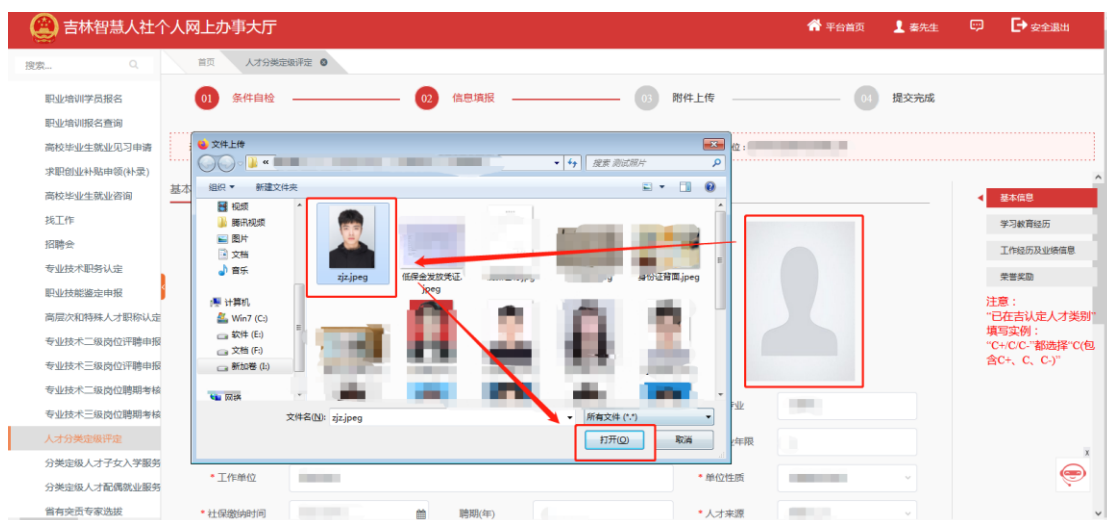 吉林智慧人社个人网上办事大厅
平台首页
秦先生
安全退出
搜索...
首页
人才分类定级评定
职业培训学员报名
职业培训报名查询
高校毕业生就业见习申请
求职创业补贴申领(补录)
高校毕业生就业咨询
找工作
招聘会
专业技术职务认定
职业技能鉴定申报
高层次和特殊人才职称认定
专业技术二级岗位评聘申报
专业技术三级岗位评聘申报
专业技术二级岗位聘期考核
专业技术三级岗位聘期考核
人才分类定级评定
分类定级人才子女入学服务
分类定级人才配偶就业服务
省有突贡专家选拔
01 条件自检
02 信息填报
03 附件上传
04 提交完成
位：
基本
文件上传
搜索 测试照片
组织
新建文件夹
视频
腾讯视频
图片
文档
音乐
计算机
Win7 (C:)
软件 (E:)
文档 (F:)
新加卷 (I:)
网络
zjz.jpeg
低保金发放凭证.jpeg
身份证背面.jpeg
文件名(N): zjz.jpeg
所有文件 (*.*)
打开(O)
取消
业
年限
* 工作单位
* 单位性质
* 社保缴纳时间
聘期(年)
* 人才来源
基本信息
学习教育经历
工作经历及业绩信息
荣誉奖励
注意：
“已在吉认定人才类别”
填写实例：
“C+/C/C-”都选择“C(包
含C+、C、C-)”
x